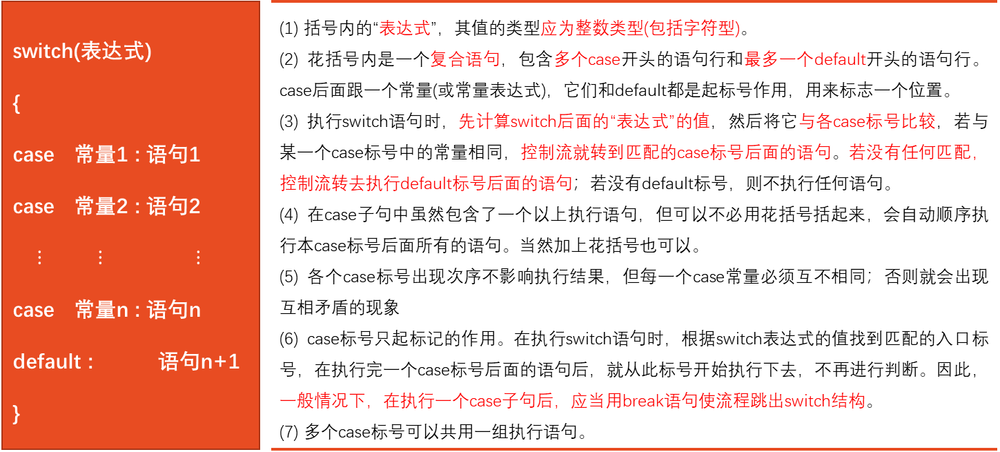 switch(表达式)
{
case 常量1 : 语句1
case 常量2 : 语句2
⋮ ⋮ ⋮
case 常量n : 语句n
default : 语句n+1
}
(1) 括号内的“表达式”，其值的类型应为整数类型(包括字符型)。
(2) 花括号内是一个复合语句，包含多个case开头的语句行和最多一个default开头的语句行。
case后面跟一个常量(或常量表达式)，它们和default都是起标号作用，用来标志一个位置。
(3) 执行switch语句时，先计算switch后面的“表达式”的值，然后将它与各case标号比较，若与
某一个case标号中的常量相同，控制流就转到匹配的case标号后面的语句。若没有任何匹配，
控制流转去执行default标号后面的语句；若没有default标号，则不执行任何语句。
(4) 在case子句中虽然包含了一个以上执行语句，但可以不必用花括号括起来，会自动顺序执
行本case标号后面所有的语句。当然加上花括号也可以。
(5) 各个case标号出现次序不影响执行结果，但每一个case常量必须互不相同；否则就会出现
互相矛盾的现象
(6) case标号只起标记的作用。在执行switch语句时，根据switch表达式的值找到匹配的入口标
号，在执行完一个case标号后面的语句后，就从此标号开始执行下去，不再进行判断。因此，
一般情况下，在执行一个case子句后，应当用break语句使流程跳出switch结构。
(7) 多个case标号可以共用一组执行语句。